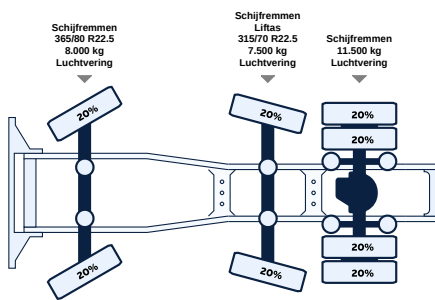 Schijfremmen
365/80 R22.5
8.000 kg
Luchtvering
Schijfremmen
Liftas
315/70 R22.5
7.500 kg
Luchtvering
Schijfremmen
11.500 kg
Luchtvering
20%
20%
20%
20%
20%
20%
20%
20%